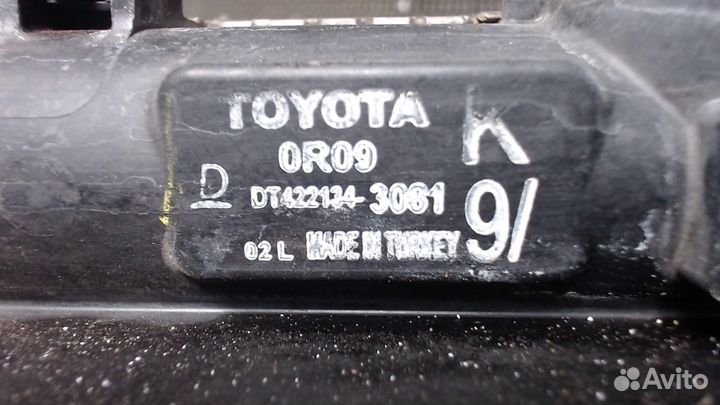 TOYOTA K
0R09
D DT422134-3061 9/
02 L MADE IN TURKEY
Avito